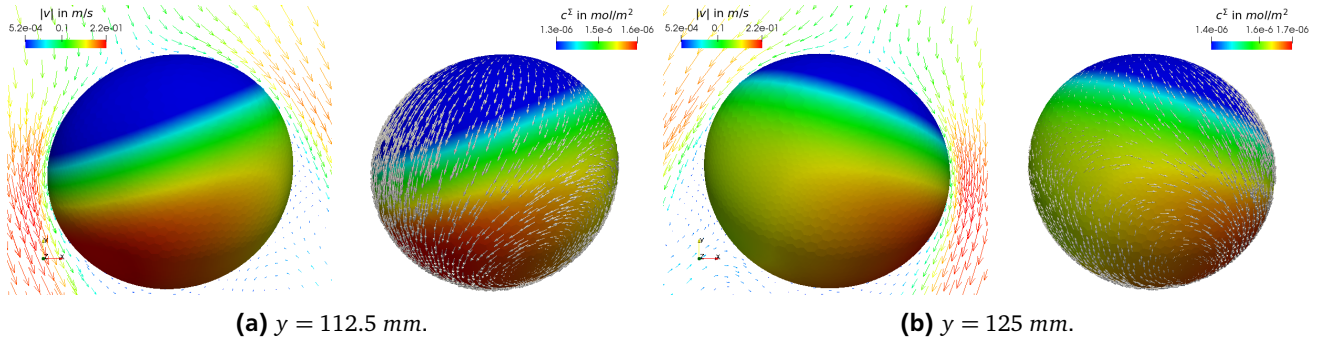 |v| in m/s
5.2e-04 0.1 2.2e-01
c^Σ in mol/m²
1.3e-06 1.5e-6 1.6e-06
|v| in m/s
5.2e-04 0.1 2.2e-01
c^Σ in mol/m²
1.4e-06 1.6e-6 1.7e-06
Y
Z X
Y
Z X
(a) y = 112.5 mm.
(b) y = 125 mm.